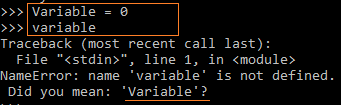 >>> Variable = 0
>>> variable
Traceback (most recent call last):
  File "<stdin>", line 1, in <module>
NameError: name 'variable' is not defined.
 Did you mean: 'Variable'?